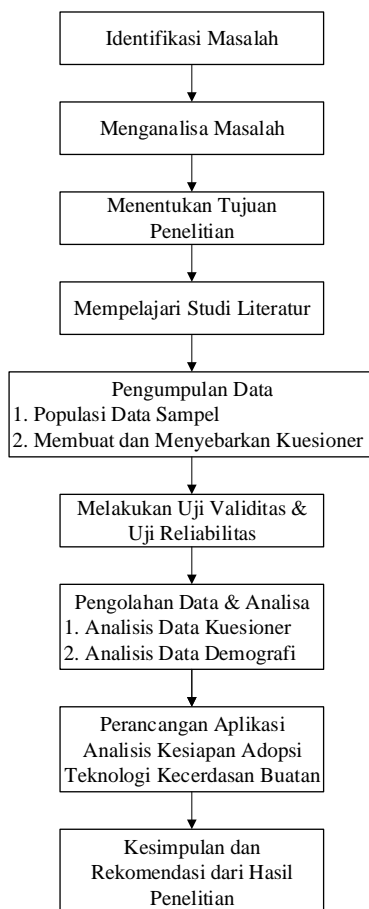 Identifikasi Masalah
Menganalisa Masalah
Menentukan Tujuan
Penelitian
Mempelajari Studi Literatur
Pengumpulan Data
1. Populasi Data Sampel
2. Membuat dan Menyebarkan Kuesioner
Melakukan Uji Validitas &
Uji Reliabilitas
Pengolahan Data & Analisa
1. Analisis Data Kuesioner
2. Analisis Data Demografi
Perancangan Aplikasi
Analisis Kesiapan Adopsi
Teknologi Kecerdasan Buatan
Kesimpulan dan
Rekomendasi dari Hasil
Penelitian